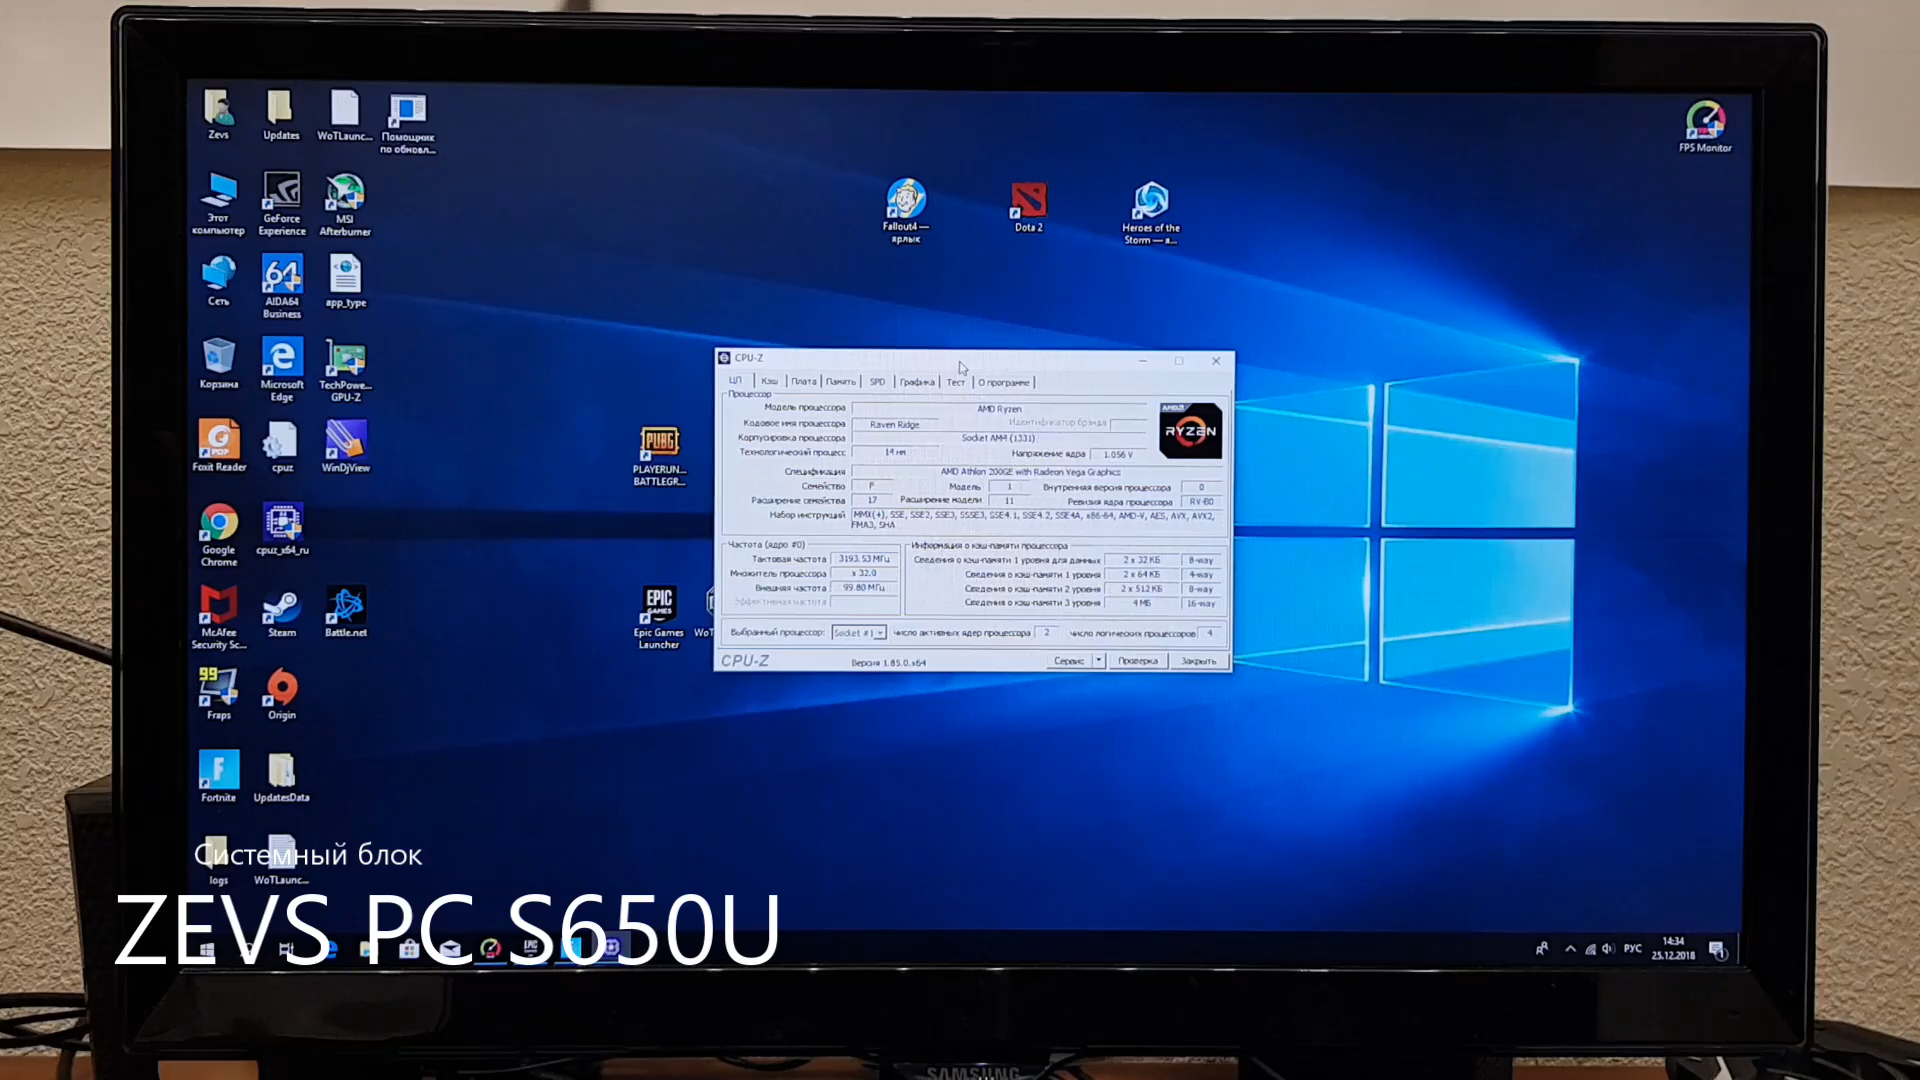 Zevs
Updates
WoTLaunc...
Помощник
по обновл...
FPS Monitor
Этот
компьютер
GeForce
Experience
MSI
Afterburner
Fallout4 —
ярлык
Dota 2
Heroes of the
Storm — я...
Сеть
AIDA64
Business
app_type
Корзина
Microsoft
Edge
TechPowe...
GPU-Z
Foxit Reader
cpuz
WinDjView
PLAYERUN...
BATTLEGR...
Google
Chrome
cpuz_x64_ru
McAfee
Security Sc...
Steam
Battle.net
Epic Games
Launcher
WoT
Fraps
Origin
Fortnite
UpdatesData
logs
WoTLaunc...
CPU-Z
ЦП Кэш Плата Память SPD Графика Тест О программе
Процессор
Модель процессора AMD Ryzen
Кодовое имя процессора Raven Ridge Идентификатор брэнда
Корпусировка процессора Socket AM4 (1331)
Технологический процесс 14 нм Напряжение ядра 1.056 V
Спецификация AMD Athlon 200GE with Radeon Vega Graphics
Семейство F Модель 1 Внутренняя версия процессора 0
Расширение семейства 17 Расширение модели 11 Ревизия ядра процессора RV-B0
Набор инструкций MMX(+), SSE, SSE2, SSE3, SSSE3, SSE4.1, SSE4.2, SSE4A, x86-64, AMD-V, AES, AVX, AVX2,
FMA3, SHA
AMD
RYZEN
Частота (ядро #0)
Тактовая частота 3193.53 МГц
Множитель процессора x 32.0
Внешняя частота 99.80 МГц
Эффективная частота
Информация о кэш-памяти процессора
Сведения о кэш-памяти 1 уровня для данных 2 x 32 КБ 8-way
Сведения о кэш-памяти 1 уровня 2 x 64 КБ 4-way
Сведения о кэш-памяти 2 уровня 2 x 512 КБ 8-way
Сведения о кэш-памяти 3 уровня 4 МБ 16-way
Выбранный процессор: Socket #1 число активных ядер процессора 2 число логических процессоров 4
CPU-Z Версия 1.85.0.x64 Сервис Проверка Закрыть
Системный блок
ZEVS PC S650U
РУС
14:34
25.12.2018
SAMSUNG